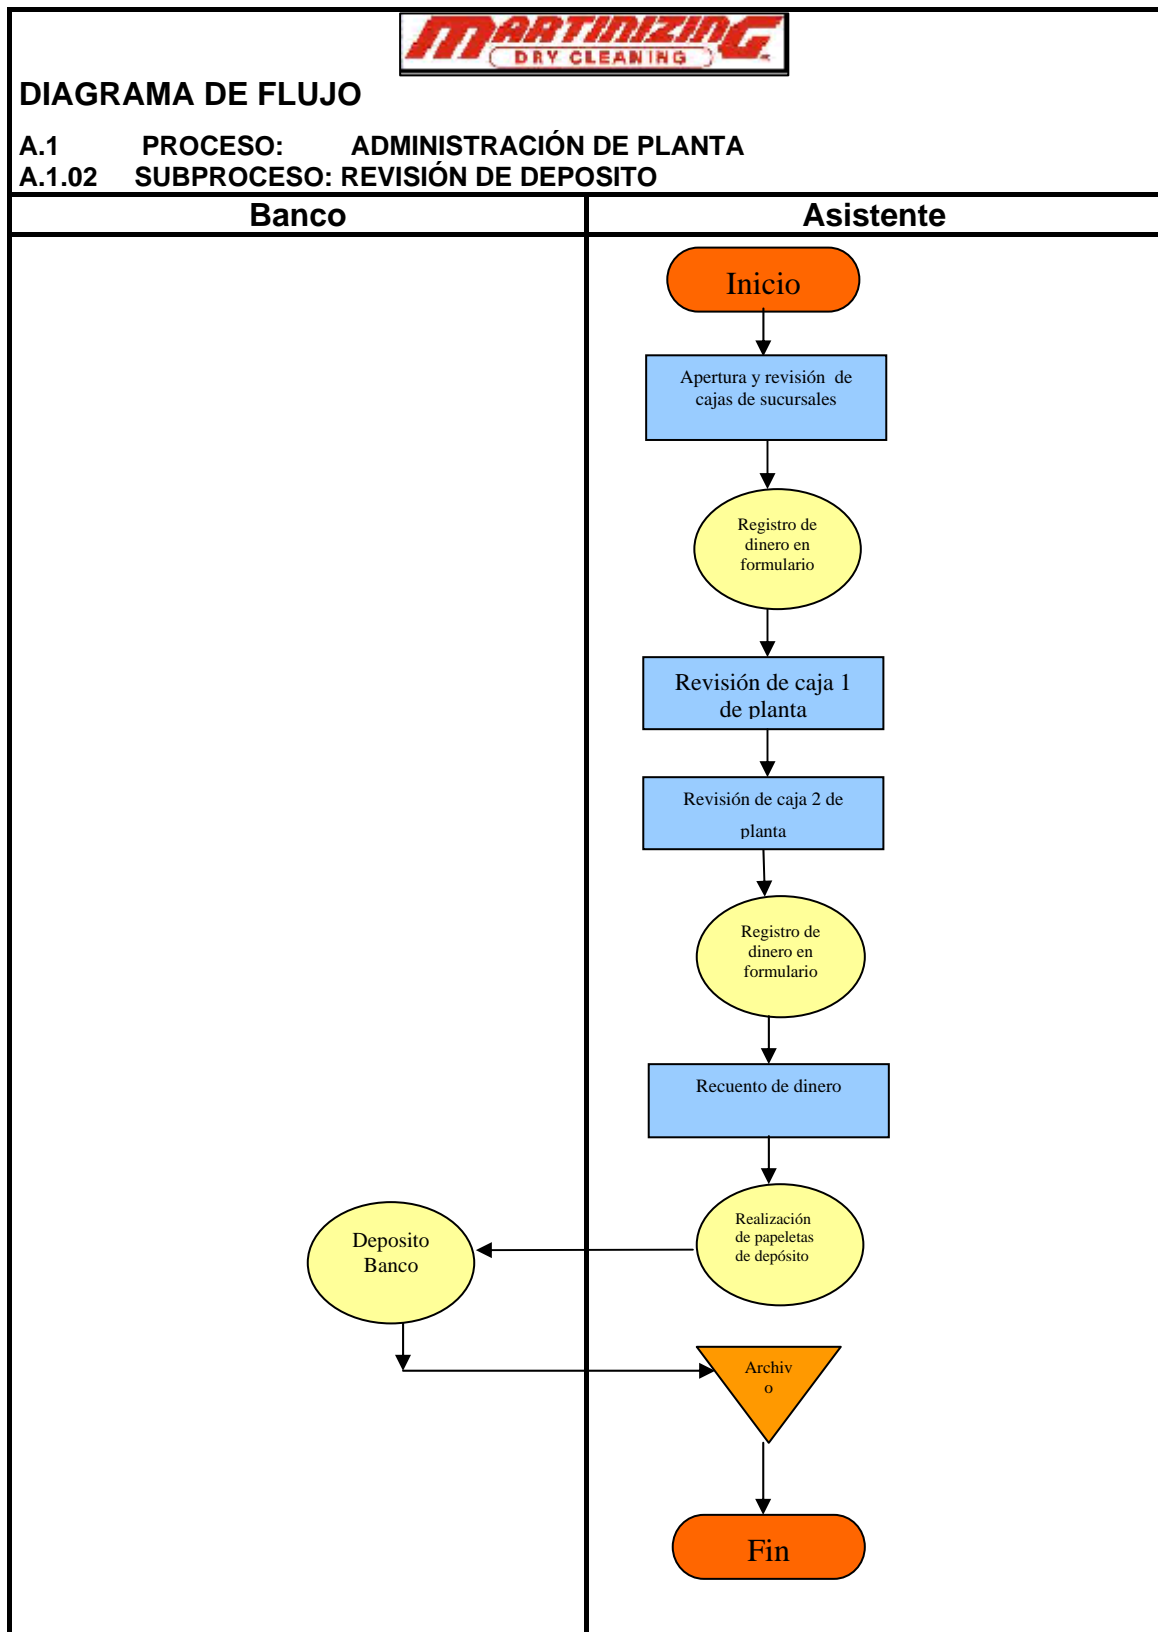 MARTINIZING
DRY CLEANING
DIAGRAMA DE FLUJO
A.1 PROCESO: ADMINISTRACIÓN DE PLANTA
A.1.02 SUBPROCESO: REVISIÓN DE DEPOSITO
Banco
Asistente
Inicio
Apertura y revisión de
cajas de sucursales
Registro de
dinero en
formulario
Revisión de caja 1
de planta
Revisión de caja 2 de
planta
Registro de
dinero en
formulario
Recuento de dinero
Realización
de papeletas
de depósito
Deposito
Banco
Archiv
o
Fin